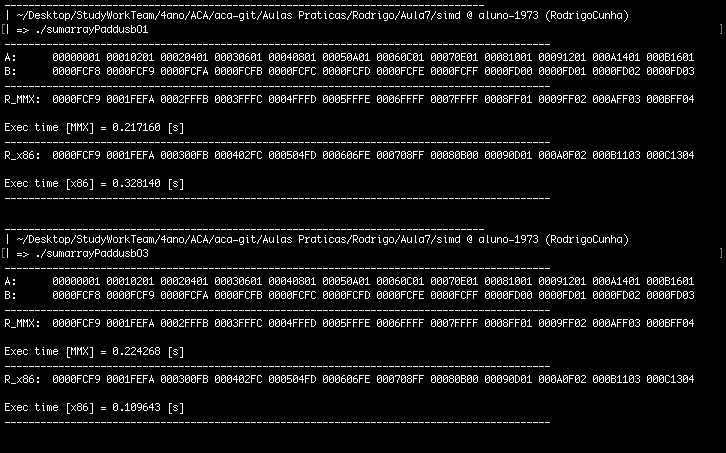 | ~/Desktop/StudyWorkTeam/4ano/ACA/aca-git/Aulas Praticas/Rodrigo/Aula7/simd @ aluno-1973 (RodrigoCunha)
[| => ./sumarrayPaddusbO1 ]
A: 00000001 00010201 00020401 00030601 00040801 00050A01 00060C01 00070E01 00081001 00091201 000A1401 000B1601
B: 0000FCF8 0000FCF9 0000FCFA 0000FCFB 0000FCFC 0000FCFD 0000FCFE 0000FCFF 0000FD00 0000FD01 0000FD02 0000FD03
R_MMX: 0000FCF9 0001FEFA 0002FFFB 0003FFFC 0004FFFD 0005FFFE 0006FFFF 0007FFFF 0008FF01 0009FF02 000AFF03 000BFF04
Exec time [MMX] = 0.217160 [s]
R_x86: 0000FCF9 0001FEFA 000300FB 000402FC 000504FD 000606FE 000708FF 00080B00 00090D01 000A0F02 000B1103 000C1304
Exec time [x86] = 0.328140 [s]
| ~/Desktop/StudyWorkTeam/4ano/ACA/aca-git/Aulas Praticas/Rodrigo/Aula7/simd @ aluno-1973 (RodrigoCunha)
[| => ./sumarrayPaddusbO3 ]
A: 00000001 00010201 00020401 00030601 00040801 00050A01 00060C01 00070E01 00081001 00091201 000A1401 000B1601
B: 0000FCF8 0000FCF9 0000FCFA 0000FCFB 0000FCFC 0000FCFD 0000FCFE 0000FCFF 0000FD00 0000FD01 0000FD02 0000FD03
R_MMX: 0000FCF9 0001FEFA 0002FFFB 0003FFFC 0004FFFD 0005FFFE 0006FFFF 0007FFFF 0008FF01 0009FF02 000AFF03 000BFF04
Exec time [MMX] = 0.224268 [s]
R_x86: 0000FCF9 0001FEFA 000300FB 000402FC 000504FD 000606FE 000708FF 00080B00 00090D01 000A0F02 000B1103 000C1304
Exec time [x86] = 0.109643 [s]